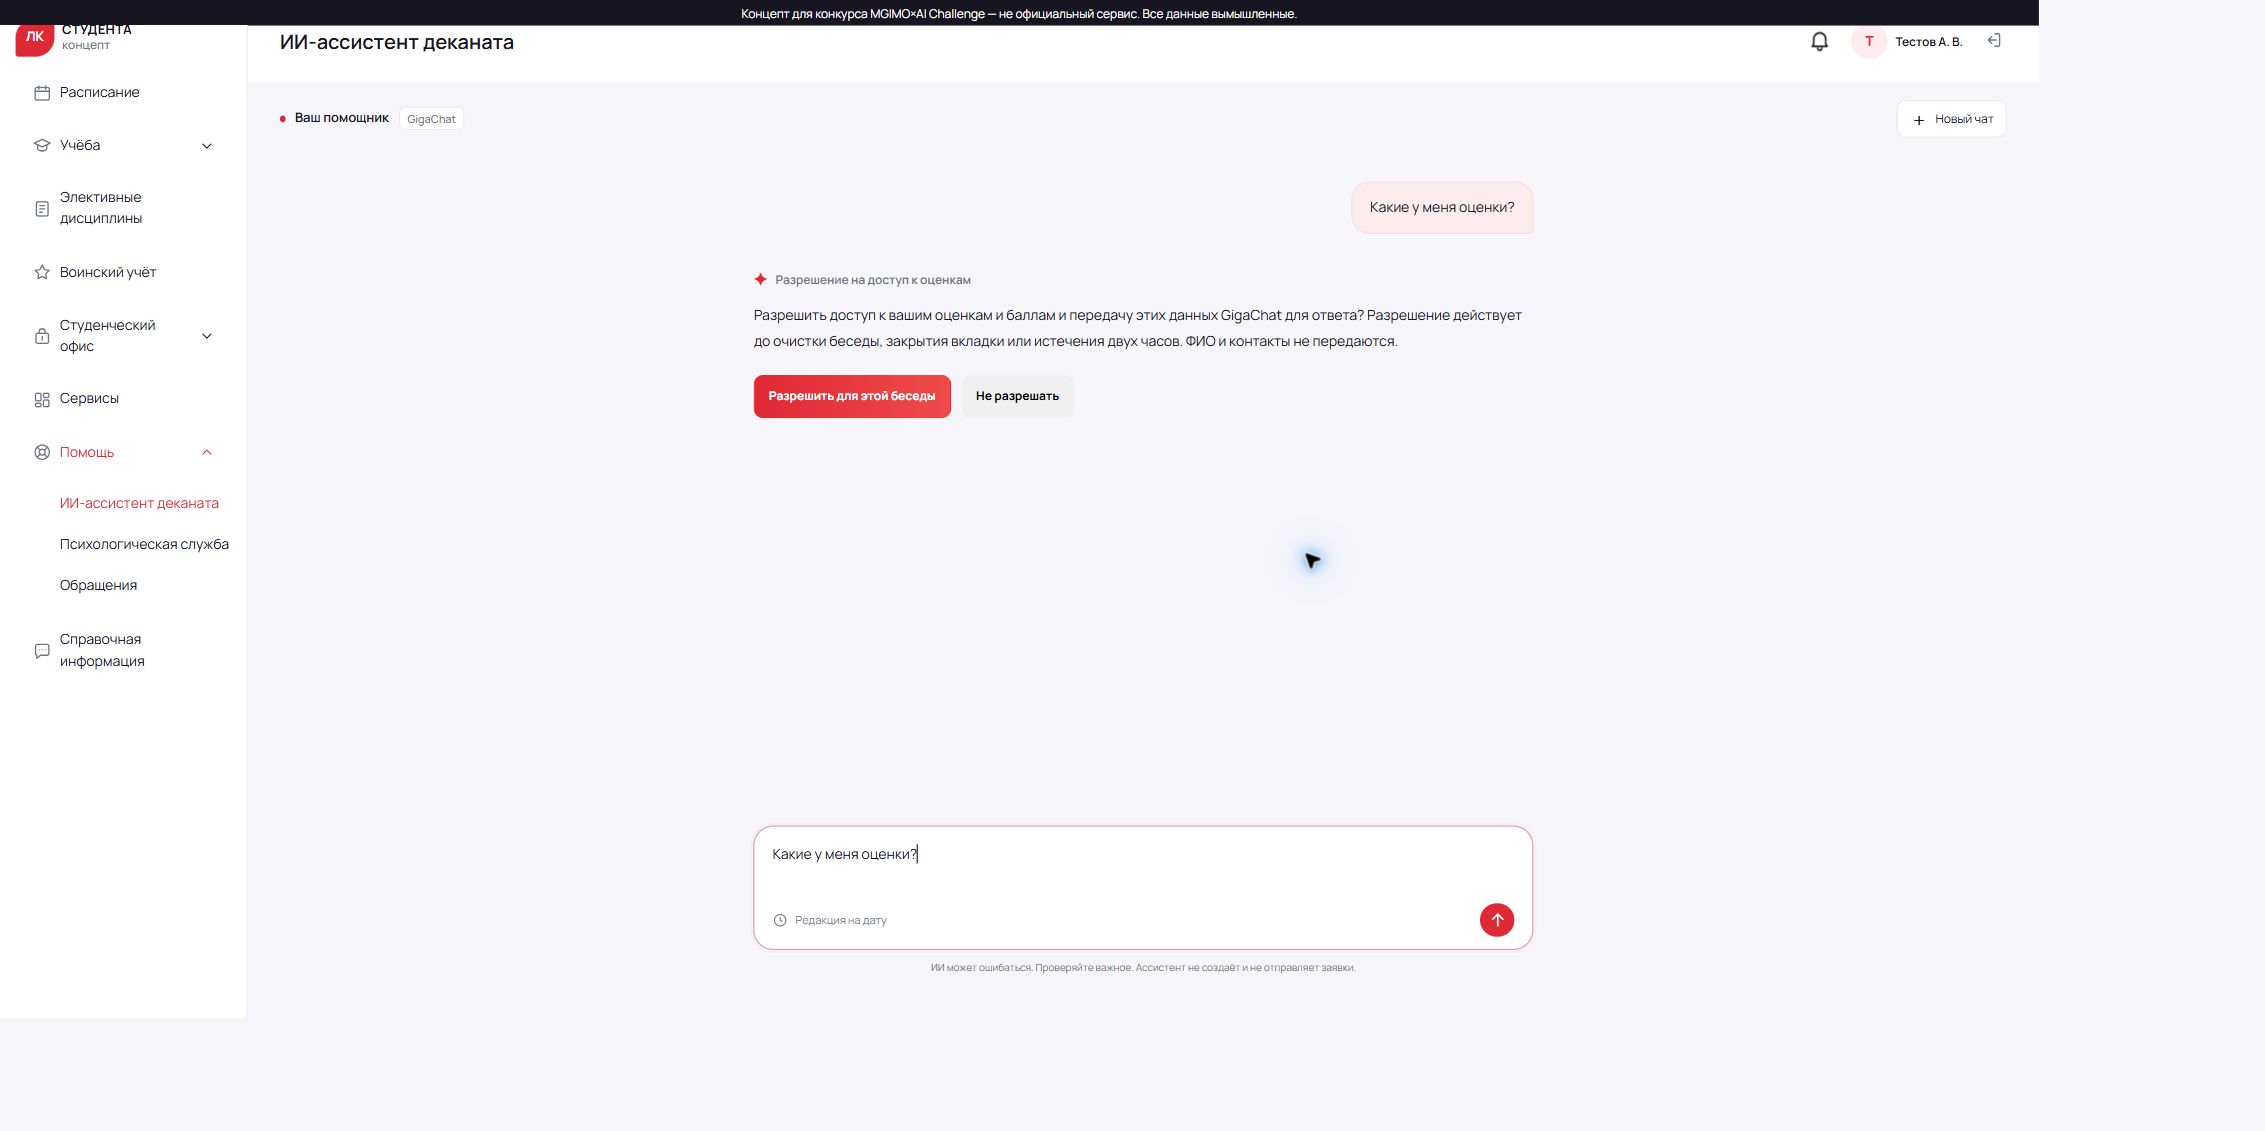 Концепт для конкурса MGIMO×AI Challenge — не официальный сервис. Все данные вымышленные.
ЛК
СТУДЕНТА
концепт
ИИ-ассистент деканата
Т
Тестов А. В.
Расписание
Учёба
Элективные
дисциплины
Воинский учёт
Студенческий
офис
Сервисы
Помощь
ИИ-ассистент деканата
Психологическая служба
Обращения
Справочная
информация
Ваш помощник
GigaChat
Новый чат
Какие у меня оценки?
Разрешение на доступ к оценкам
Разрешить доступ к вашим оценкам и баллам и передачу этих данных GigaChat для ответа? Разрешение действует
до очистки беседы, закрытия вкладки или истечения двух часов. ФИО и контакты не передаются.
Разрешить для этой беседы
Не разрешать
Какие у меня оценки?
Редакция на дату
ИИ может ошибаться. Проверяйте важное. Ассистент не создаёт и не отправляет заявки.